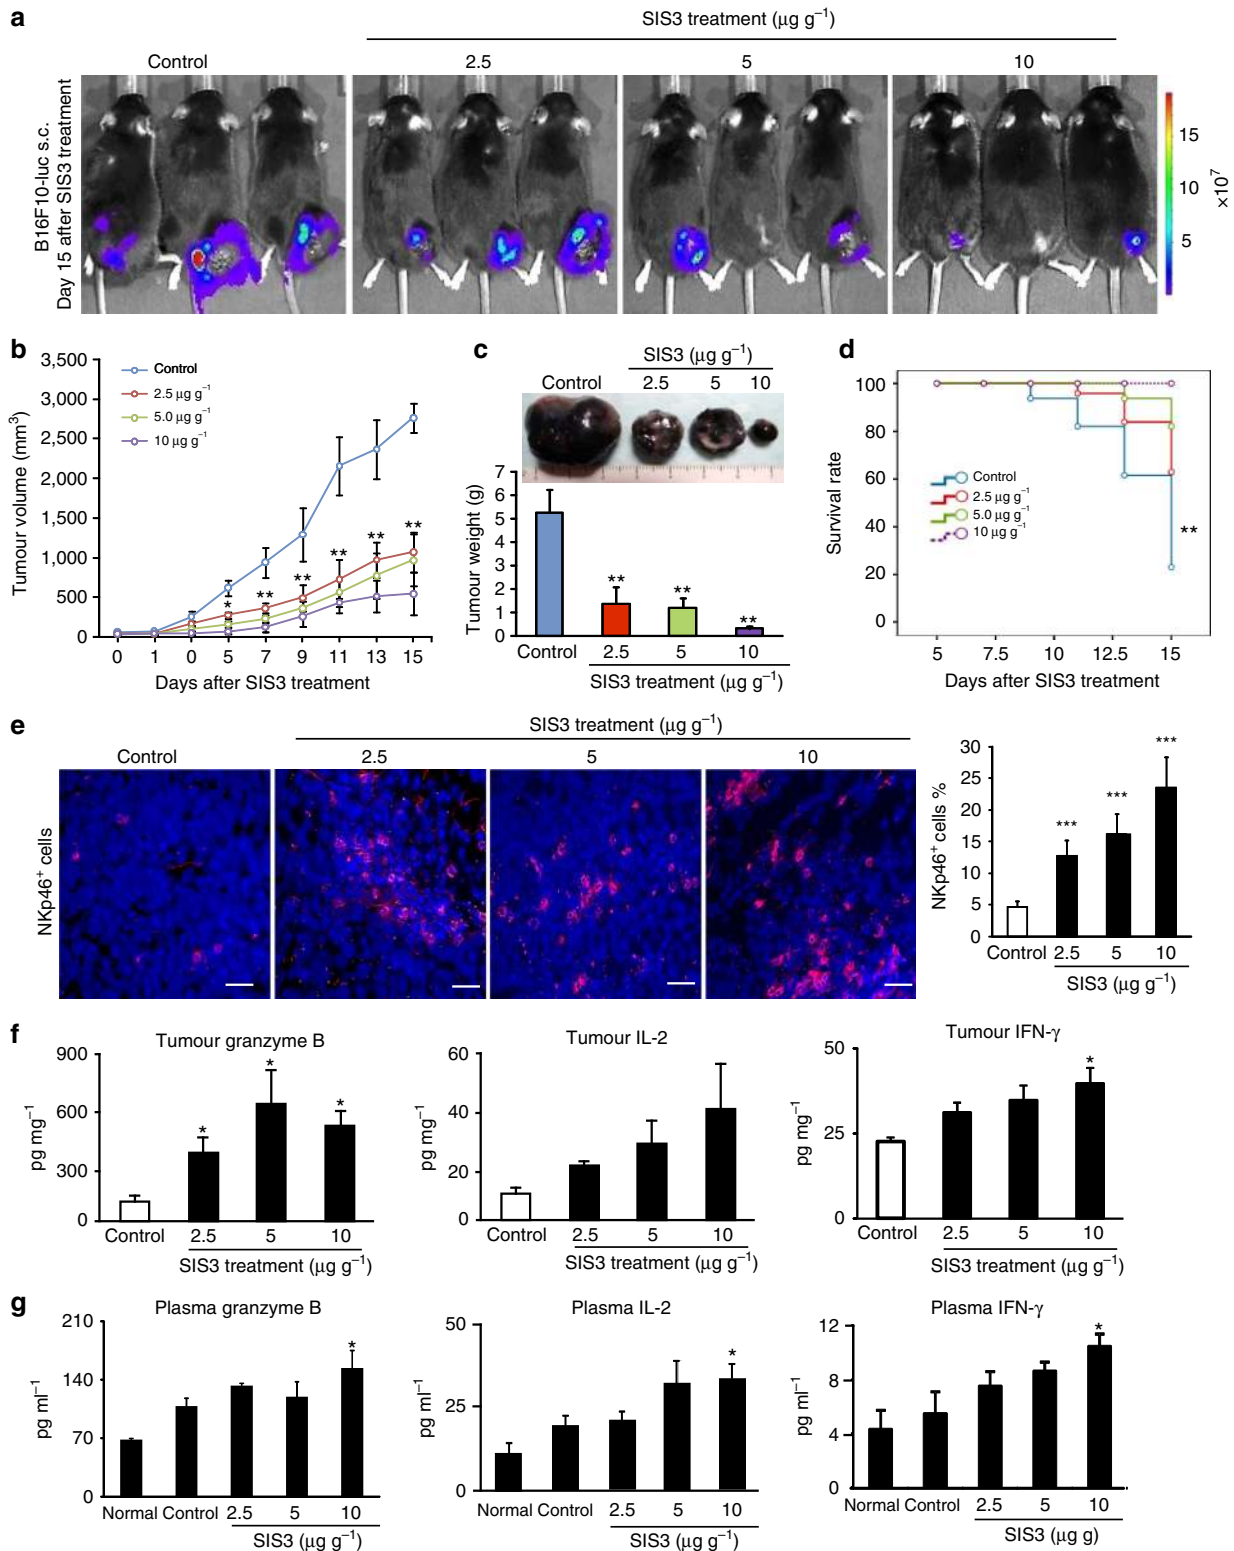 a
SIS3 treatment (µg g⁻¹)
Control 2.5 5 10
B16F10-luc s.c.
Day 15 after SIS3 treatment
15
10
5
×10⁷
b
Tumour volume (mm³)
3,500
3,000
2,500
2,000
1,500
1,000
500
0
Control
2.5 µg g⁻¹
5.0 µg g⁻¹
10 µg g⁻¹
* ** ** ** ** **
0 1 0 5 7 9 11 13 15
Days after SIS3 treatment
c
SIS3 (µg g⁻¹)
Control 2.5 5 10
Tumour weight (g)
7
6
5
4
3
2
1
0
** ** **
Control 2.5 5 10
SIS3 treatment (µg g⁻¹)
d
Survival rate
100
80
60
40
20
0
Control
2.5 µg g⁻¹
5.0 µg g⁻¹
10 µg g⁻¹
**
5 7.5 10 12.5 15
Days after SIS3 treatment
e
SIS3 treatment (µg g⁻¹)
Control 2.5 5 10
NKp46⁺ cells
NKp46⁺ cells %
30
25
20
15
10
5
0
*** *** ***
Control 2.5 5 10
SIS3 (µg g⁻¹)
f
Tumour granzyme B
pg mg⁻¹
900
600
300
0
* * *
Control 2.5 5 10
SIS3 treatment (µg g⁻¹)
Tumour IL-2
pg mg⁻¹
60
40
20
0
Control 2.5 5 10
SIS3 treatment (µg g⁻¹)
Tumour IFN-γ
pg mg⁻¹
50
25
0
*
Control 2.5 5 10
SIS3 treatment (µg g⁻¹)
g
Plasma granzyme B
pg ml⁻¹
210
140
70
0
*
Normal Control 2.5 5 10
SIS3 (µg g⁻¹)
Plasma IL-2
pg ml⁻¹
50
25
0
*
Normal Control 2.5 5 10
SIS3 (µg g⁻¹)
Plasma IFN-γ
pg ml⁻¹
12
8
4
0
*
Normal Control 2.5 5 10
SIS3 (µg g)